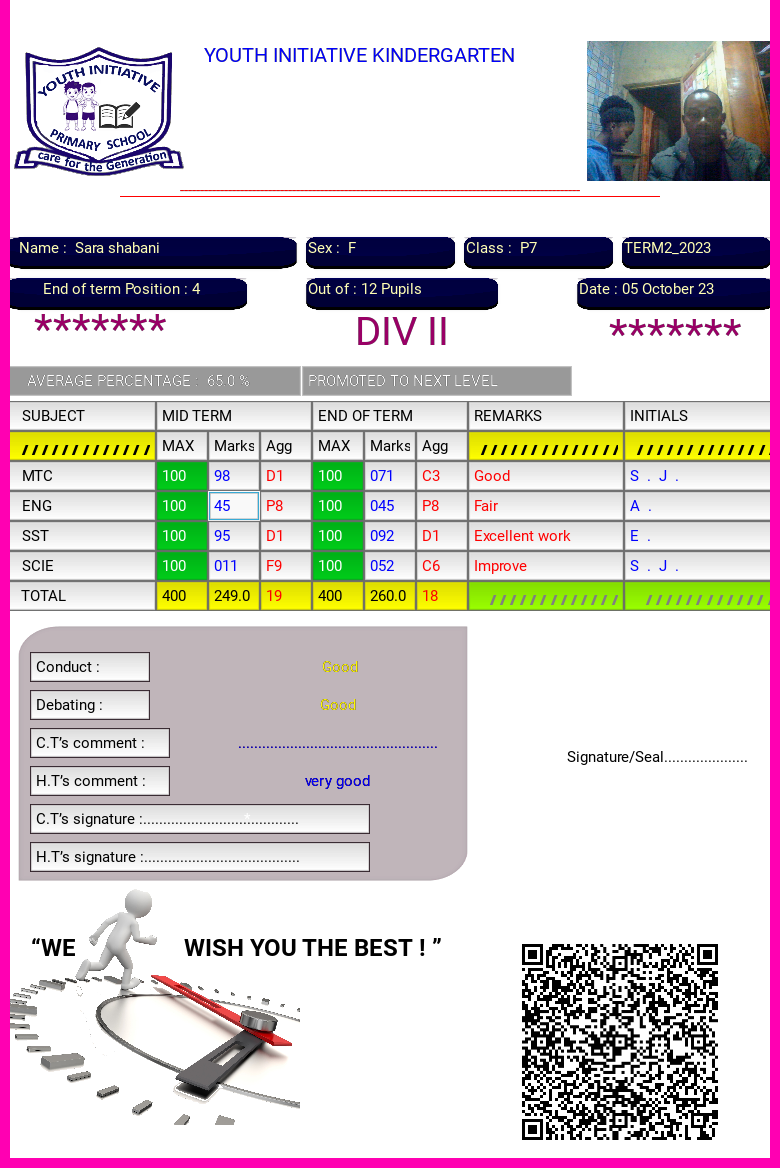 YOUTH INITIATIVE KINDERGARTEN
YOUTH INITIATIVE
PRIMARY SCHOOL
care for the Generation
Name : Sara shabani
Sex : F
Class : P7
TERM2_2023
End of term Position : 4
Out of : 12 Pupils
Date : 05 October 23
******* DIV II *******
AVERAGE PERCENTAGE : 65.0 % PROMOTED TO NEXT LEVEL
SUBJECT MID TERM END OF TERM REMARKS INITIALS
MAX Marks Agg MAX Marks Agg
MTC 100 98 D1 100 071 C3 Good S . J .
ENG 100 45 P8 100 045 P8 Fair A .
SST 100 95 D1 100 092 D1 Excellent work E .
SCIE 100 011 F9 100 052 C6 Improve S . J .
TOTAL 400 249.0 19 400 260.0 18
Conduct : Good
Debating : Good
C.T’s comment : ..................................................
H.T’s comment : very good
C.T’s signature :.......................................
H.T’s signature :.......................................
Signature/Seal.....................
“WE WISH YOU THE BEST ! ”